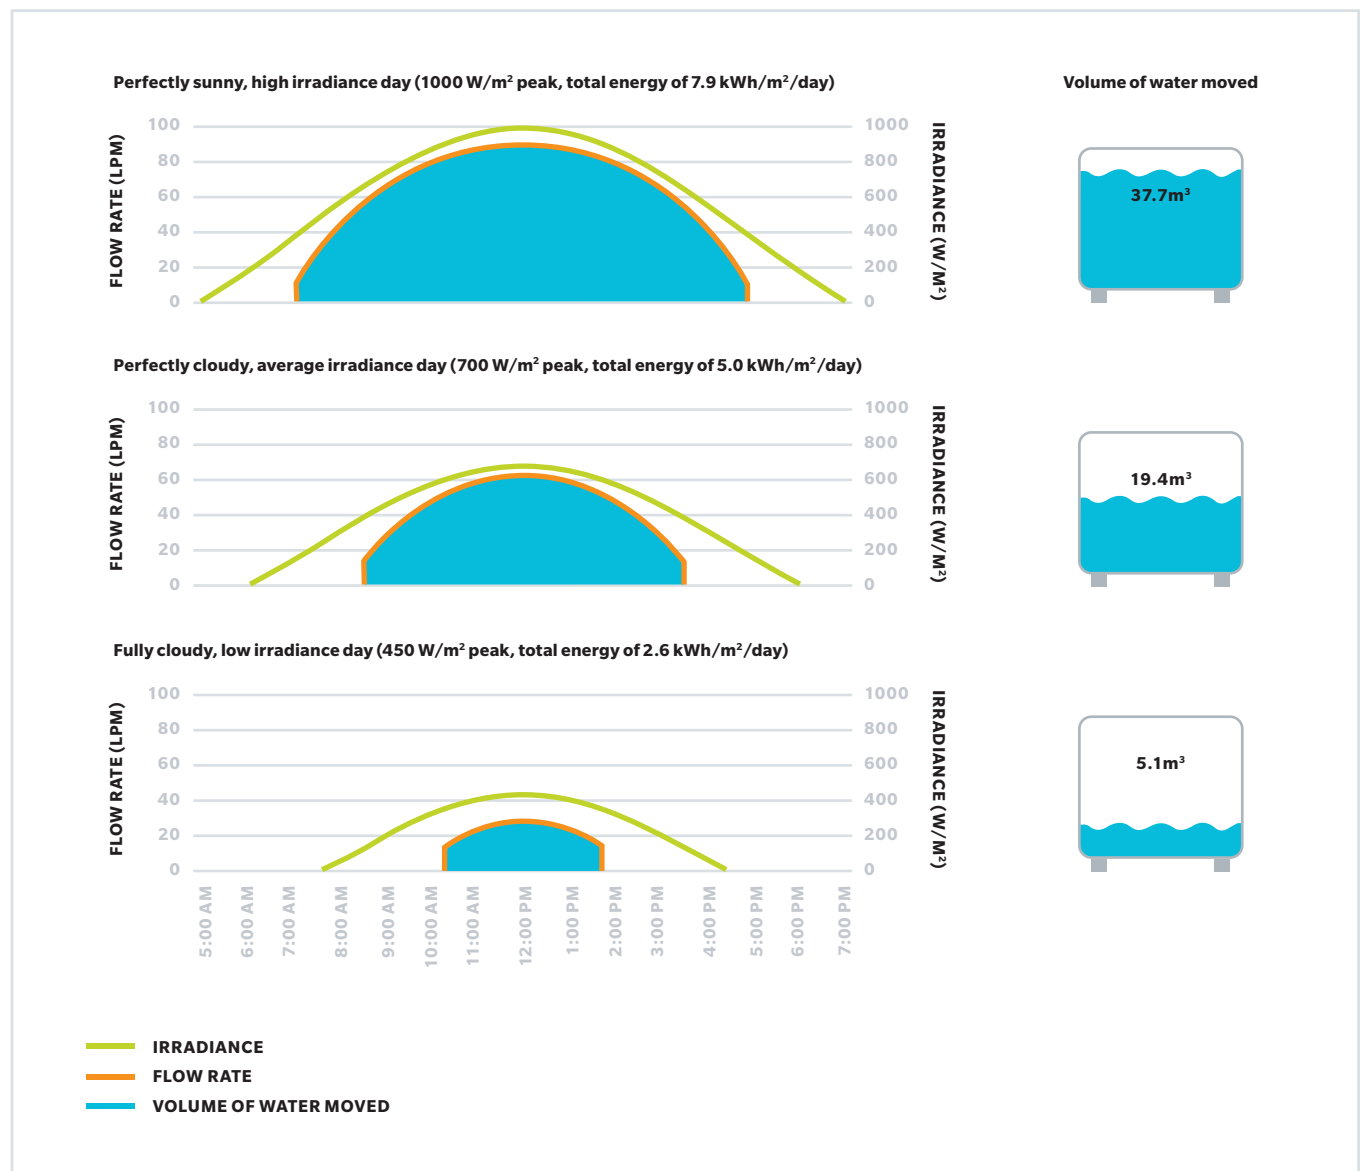 Perfectly sunny, high irradiance day (1000 W/m² peak, total energy of 7.9 kWh/m²/day)
Volume of water moved
FLOW RATE (LPM)
100
80
60
40
20
0
1000
800
600
400
200
0
IRRADIANCE (W/M²)
37.7m³
Perfectly cloudy, average irradiance day (700 W/m² peak, total energy of 5.0 kWh/m²/day)
FLOW RATE (LPM)
100
80
60
40
20
0
1000
800
600
400
200
0
IRRADIANCE (W/M²)
19.4m³
Fully cloudy, low irradiance day (450 W/m² peak, total energy of 2.6 kWh/m²/day)
FLOW RATE (LPM)
100
80
60
40
20
0
1000
800
600
400
200
0
IRRADIANCE (W/M²)
5.1m³
5:00 AM
6:00 AM
7:00 AM
8:00 AM
9:00 AM
10:00 AM
11:00 AM
12:00 PM
1:00 PM
2:00 PM
3:00 PM
4:00 PM
5:00 PM
6:00 PM
7:00 PM
IRRADIANCE
FLOW RATE
VOLUME OF WATER MOVED